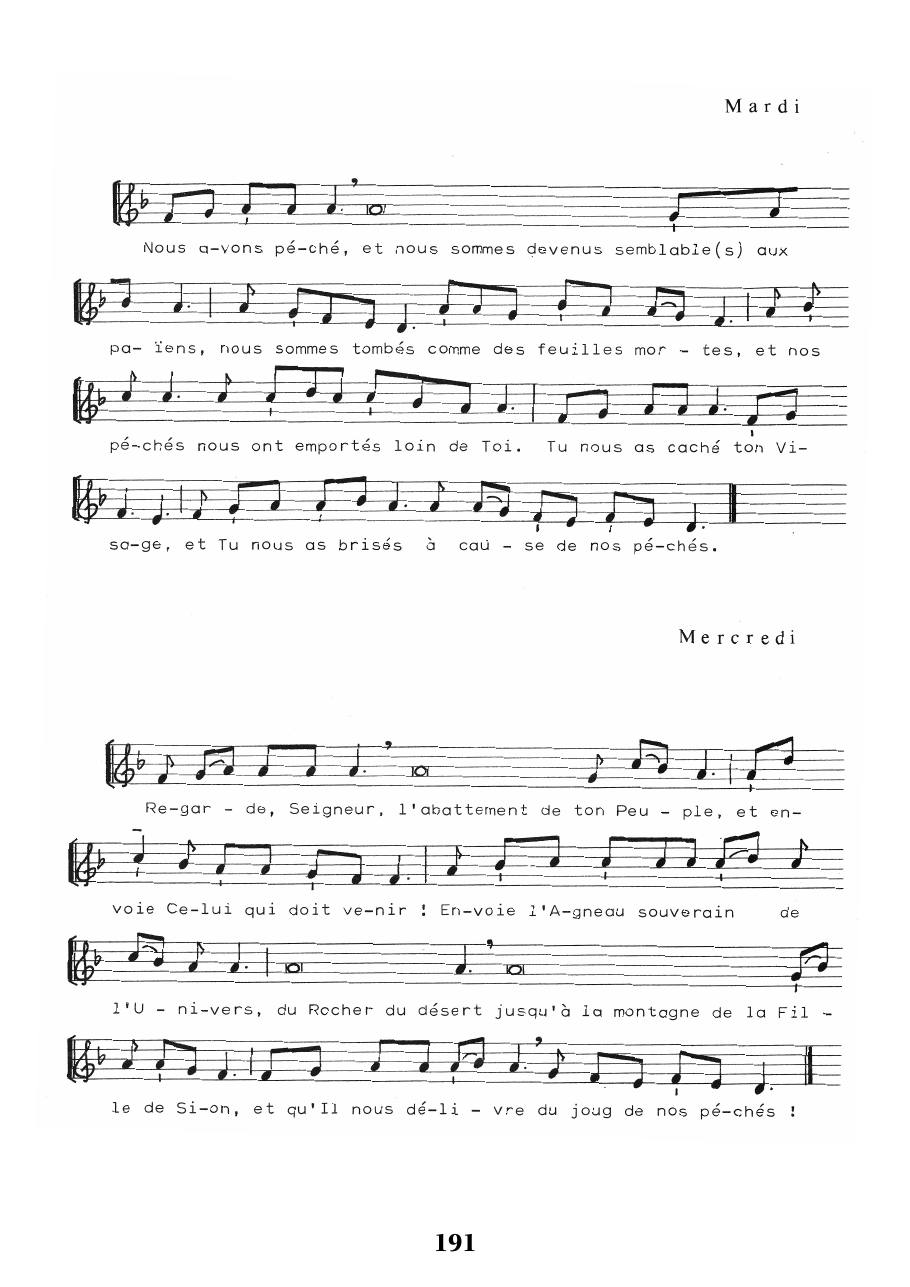 Mardi
Nous a-vons pé-ché, et nous sommes devenus semblable(s) aux
pa- ïens, nous sommes tombés comme des feuilles mor - tes, et nos
pé-chés nous ont emportés loin de Toi. Tu nous as caché ton Vi-
sa-ge, et Tu nous as brisés à cau - se de nos pé-chés.
Mercredi
Re-gar - de, Seigneur, l'abattement de ton Peu - ple, et en-
voie Ce-lui qui doit ve-nir ! En-voie l'A-gneau souverain de
l'U - ni-vers, du Rocher du désert jusqu'à la montagne de la Fil -
le de Si-on, et qu'Il nous dé-li - vre du joug de nos pé-chés !
191